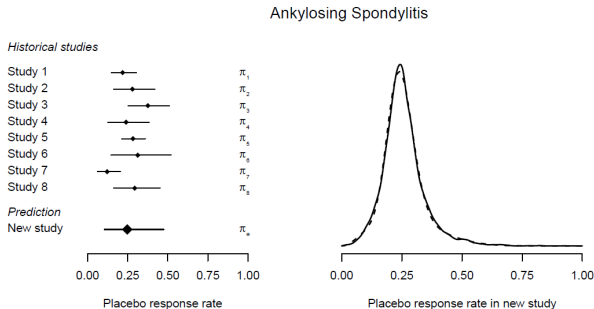 Ankylosing Spondylitis
Historical studies
Study 1 π1
Study 2 π2
Study 3 π3
Study 4 π4
Study 5 π5
Study 6 π6
Study 7 π7
Study 8 π8
Prediction
New study π*
0.00 0.25 0.50 0.75 1.00
Placebo response rate
0.00 0.25 0.50 0.75 1.00
Placebo response rate in new study